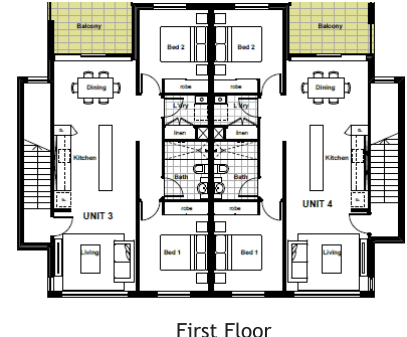 Balcony
Bed 2
Bed 2
Balcony
Dining
robe
robe
Dining
L'dry
L'dry
linen
linen
Kitchen
Kitchen
Bath
Bath
UNIT 3
robe
robe
UNIT 4
Living
Bed 1
Bed 1
Living
First Floor